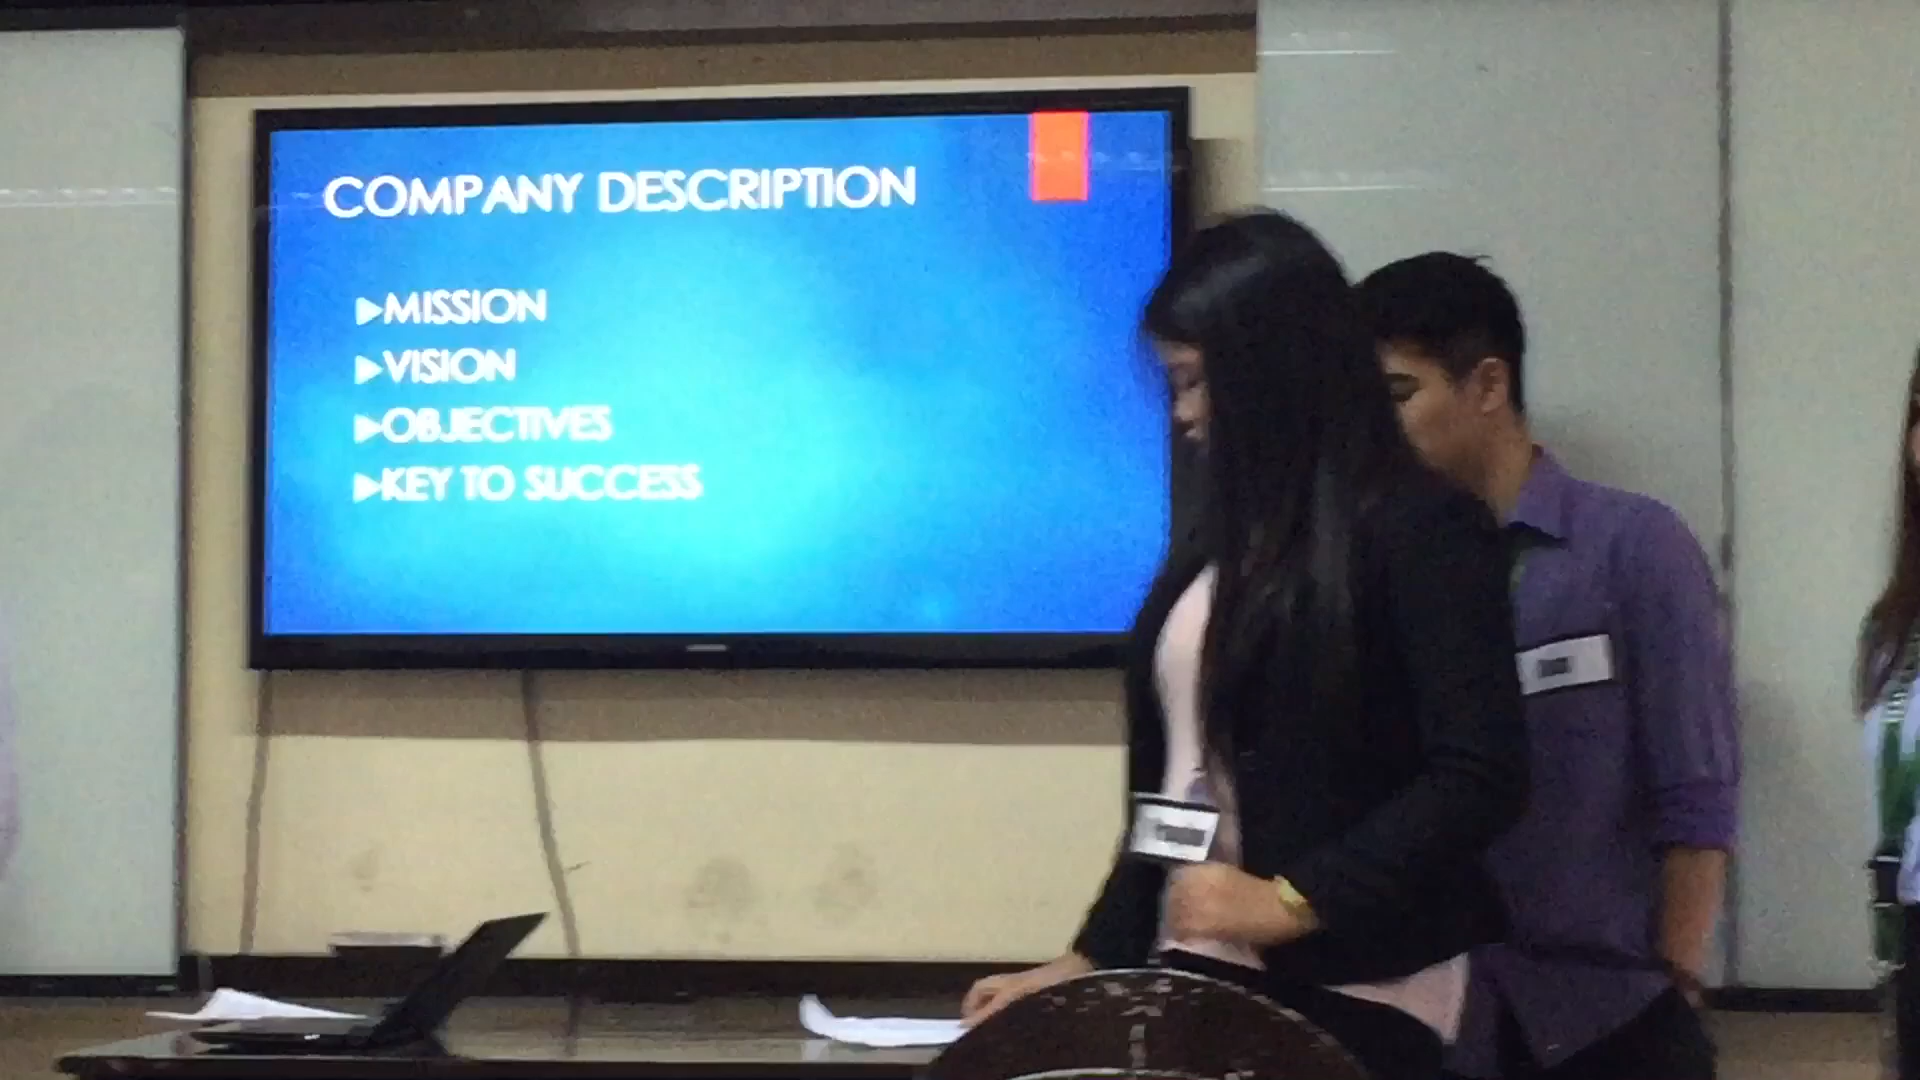 COMPANY DESCRIPTION
▶MISSION
▶VISION
▶OBJECTIVES
▶KEY TO SUCCESS